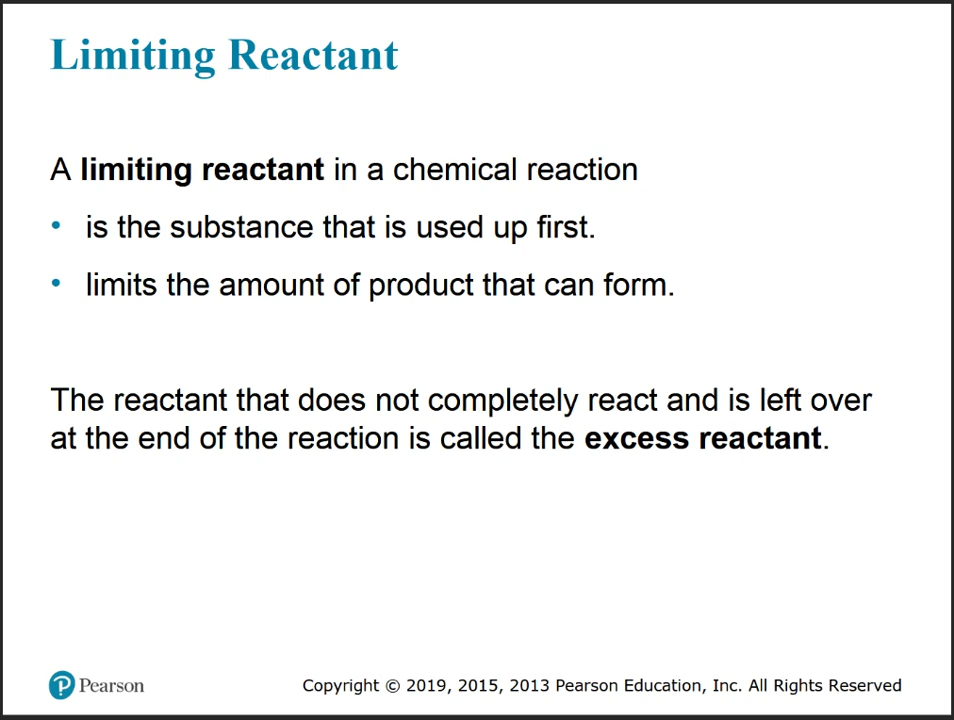 Limiting Reactant
A limiting reactant in a chemical reaction
• is the substance that is used up first.
• limits the amount of product that can form.
The reactant that does not completely react and is left over
at the end of the reaction is called the excess reactant.
Pearson
Copyright © 2019, 2015, 2013 Pearson Education, Inc. All Rights Reserved